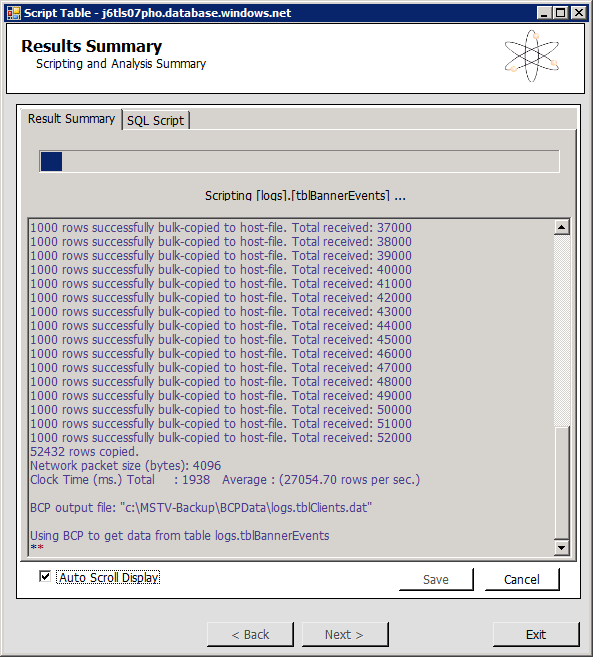 Script Table - j6tls07pho.database.windows.net
Results Summary
Scripting and Analysis Summary
Result Summary
SQL Script
Scripting [logs].[tblBannerEvents] ...
1000 rows successfully bulk-copied to host-file. Total received: 37000
1000 rows successfully bulk-copied to host-file. Total received: 38000
1000 rows successfully bulk-copied to host-file. Total received: 39000
1000 rows successfully bulk-copied to host-file. Total received: 40000
1000 rows successfully bulk-copied to host-file. Total received: 41000
1000 rows successfully bulk-copied to host-file. Total received: 42000
1000 rows successfully bulk-copied to host-file. Total received: 43000
1000 rows successfully bulk-copied to host-file. Total received: 44000
1000 rows successfully bulk-copied to host-file. Total received: 45000
1000 rows successfully bulk-copied to host-file. Total received: 46000
1000 rows successfully bulk-copied to host-file. Total received: 47000
1000 rows successfully bulk-copied to host-file. Total received: 48000
1000 rows successfully bulk-copied to host-file. Total received: 49000
1000 rows successfully bulk-copied to host-file. Total received: 50000
1000 rows successfully bulk-copied to host-file. Total received: 51000
1000 rows successfully bulk-copied to host-file. Total received: 52000
52432 rows copied.
Network packet size (bytes): 4096
Clock Time (ms.) Total     : 1938   Average : (27054.70 rows per sec.)
BCP output file: "c:\MSTV-Backup\BCPData\logs.tblClients.dat"
Using BCP to get data from table logs.tblBannerEvents
**
Auto Scroll Display
Save
Cancel
< Back
Next >
Exit